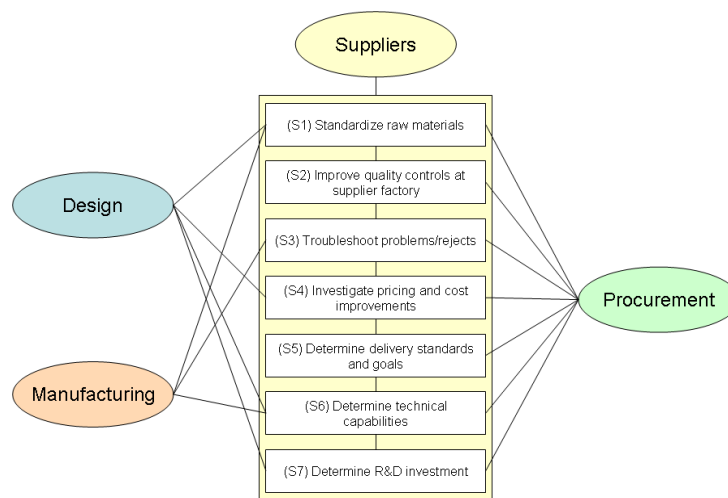 Suppliers
(S1) Standardize raw materials
(S2) Improve quality controls at
supplier factory
Design
(S3) Troubleshoot problems/rejects
(S4) Investigate pricing and cost
improvements
Procurement
(S5) Determine delivery standards
and goals
Manufacturing
(S6) Determine technical
capabilities
(S7) Determine R&D investment